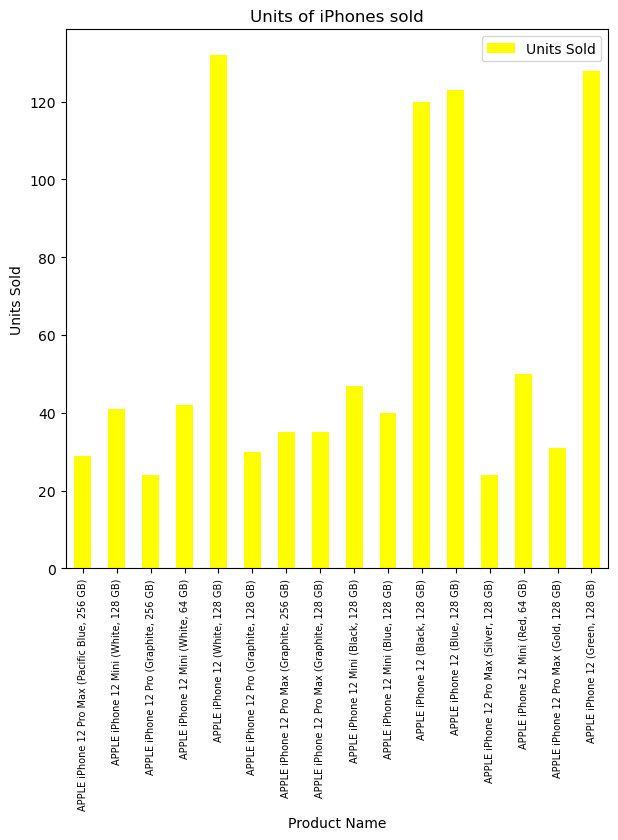 Units of iPhones sold
Units Sold
Units Sold
120
100
80
60
40
20
0
APPLE iPhone 12 Pro Max (Pacific Blue, 256 GB)
APPLE iPhone 12 Mini (White, 128 GB)
APPLE iPhone 12 Pro (Graphite, 256 GB)
APPLE iPhone 12 Mini (White, 64 GB)
APPLE iPhone 12 (White, 128 GB)
APPLE iPhone 12 Pro (Graphite, 128 GB)
APPLE iPhone 12 Pro Max (Graphite, 256 GB)
APPLE iPhone 12 Pro Max (Graphite, 128 GB)
APPLE iPhone 12 Mini (Black, 128 GB)
APPLE iPhone 12 Mini (Blue, 128 GB)
APPLE iPhone 12 (Black, 128 GB)
APPLE iPhone 12 (Blue, 128 GB)
APPLE iPhone 12 Pro Max (Silver, 128 GB)
APPLE iPhone 12 Mini (Red, 64 GB)
APPLE iPhone 12 Pro Max (Gold, 128 GB)
APPLE iPhone 12 (Green, 128 GB)
Product Name